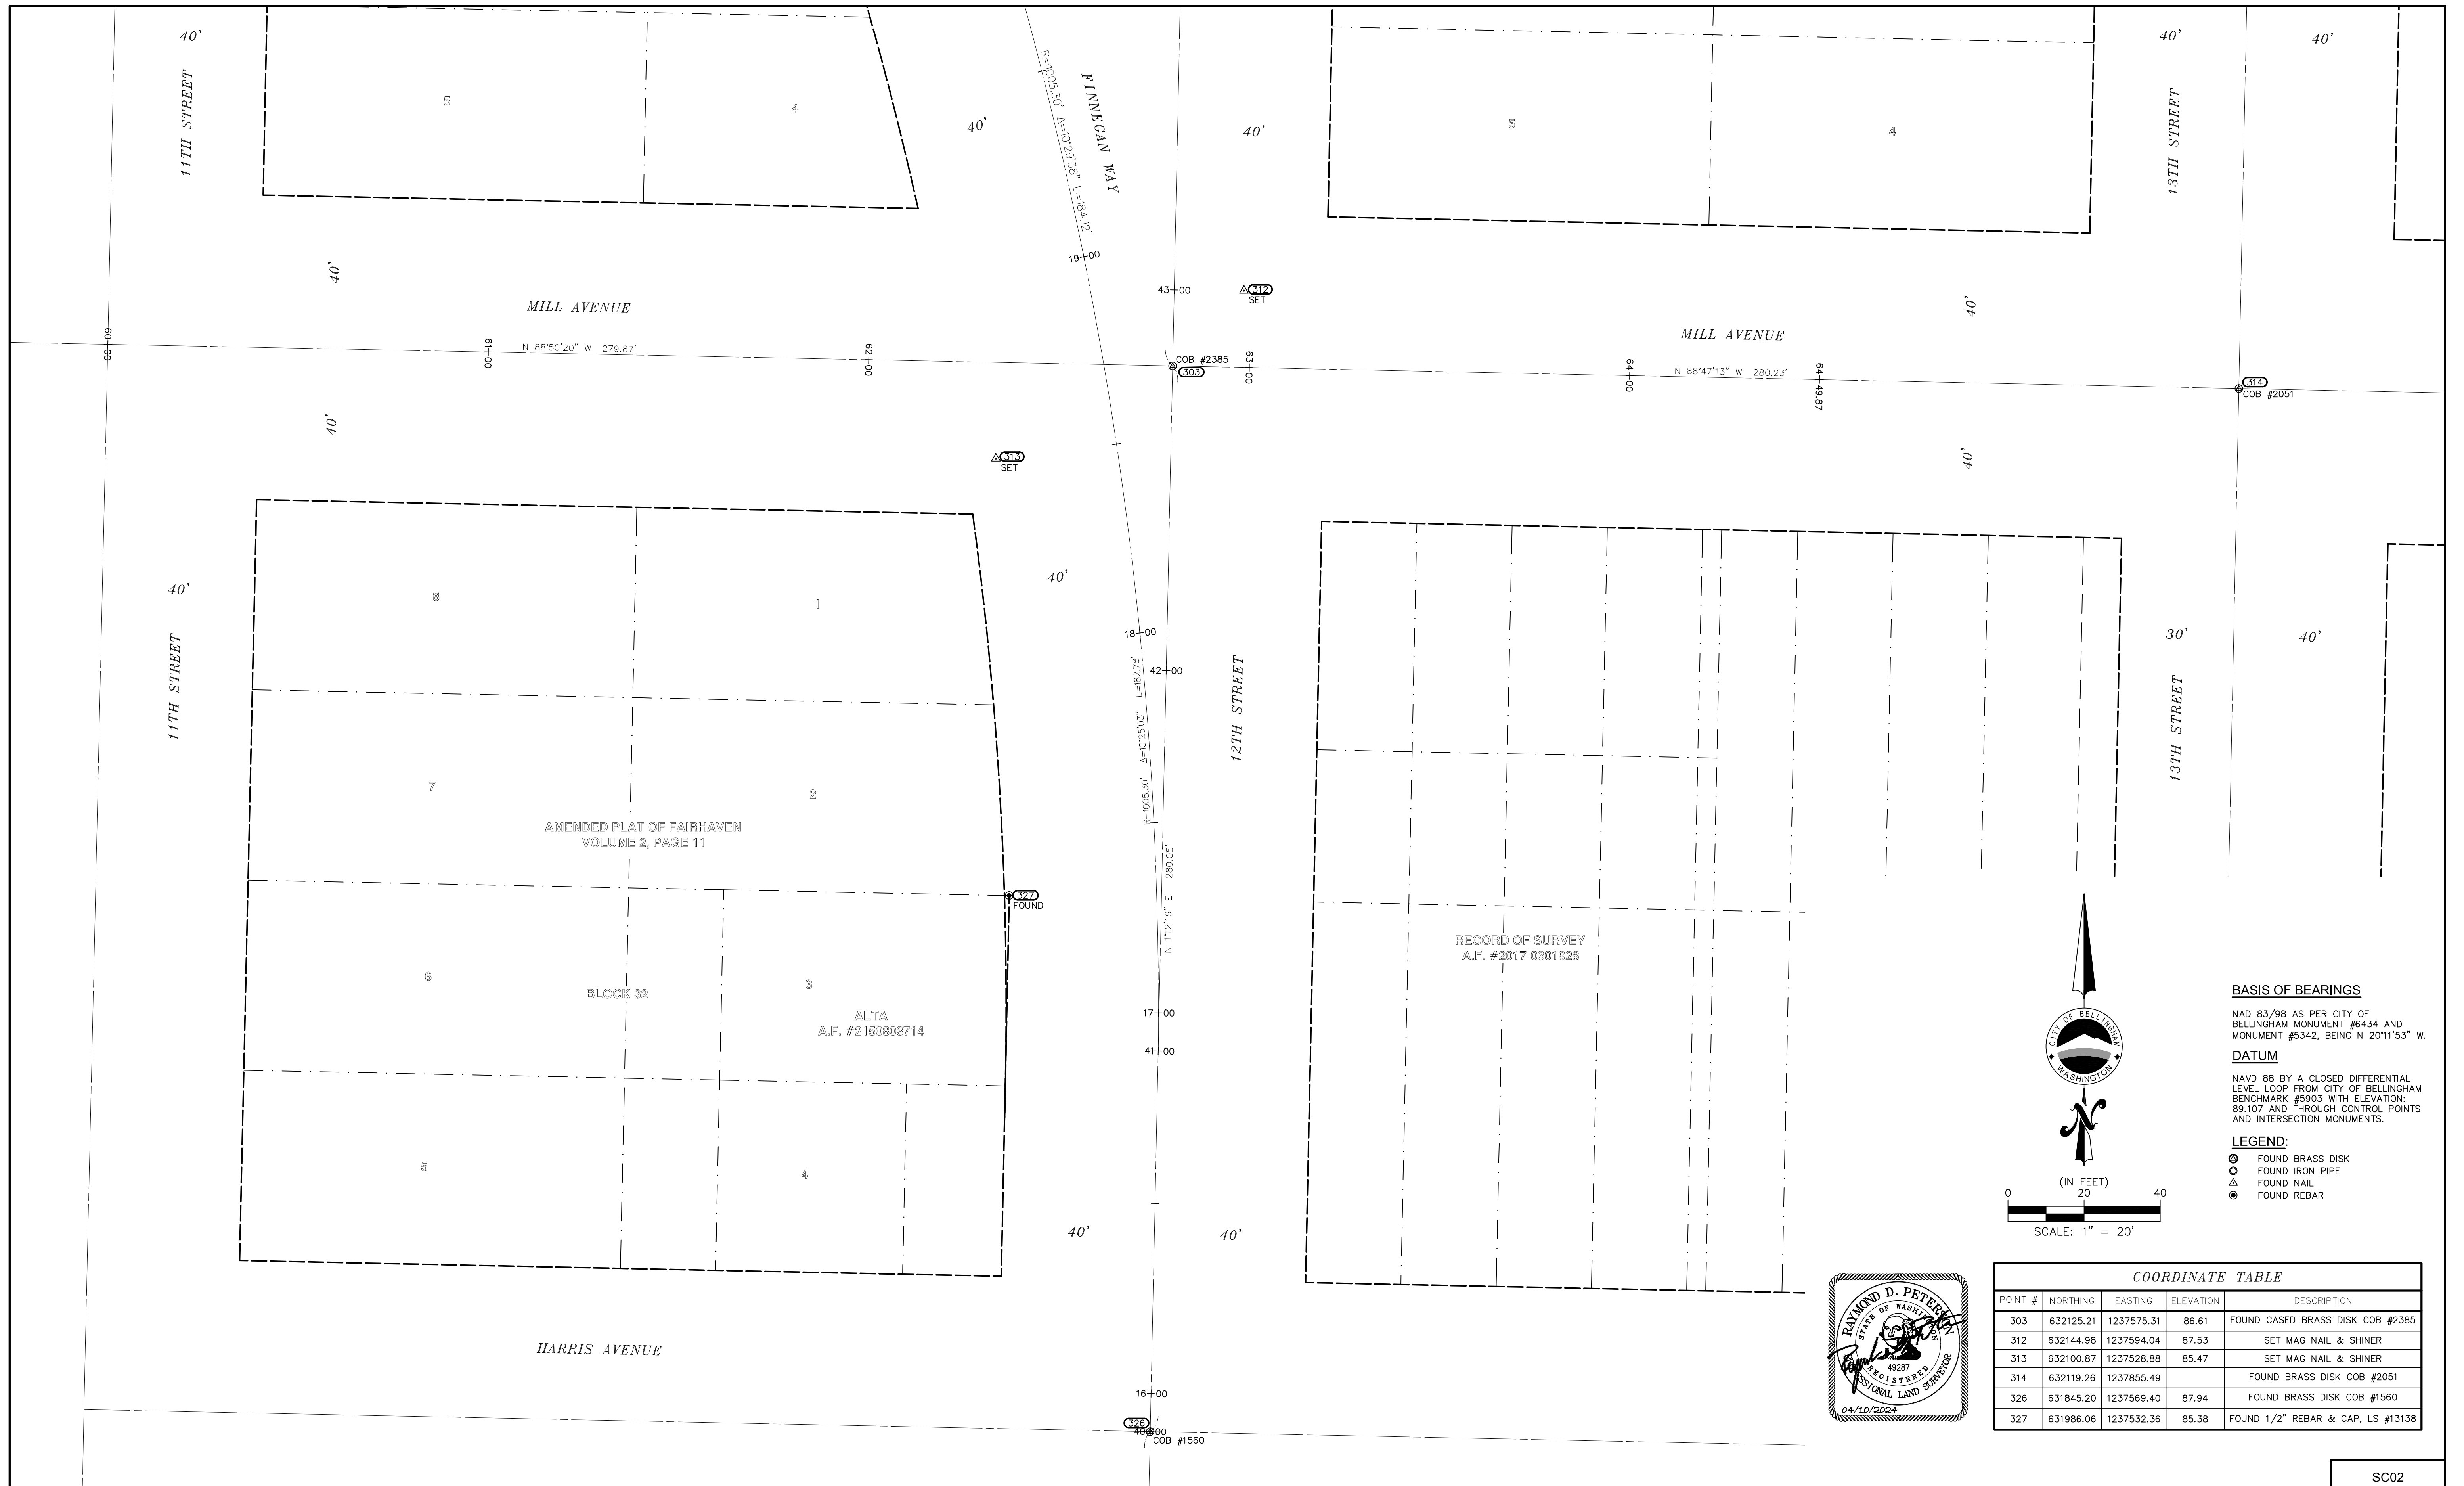 40'
11TH STREET
5
4
40'
R=1005.30' Δ=10°29'38" L=184.12'
FINNEGAN WAY
40'
5
4
40'
13TH STREET
40'
40'
MILL AVENUE
19+00
43+00
312
SET
40'
MILL AVENUE
60+00
61+00
N 88°50'20" W 279.87'
62+00
COB #2385
303
63+00
64+00
N 88°47'13" W 280.23'
64+49.87
314
COB #2051
40'
313
SET
40'
40'
11TH STREET
8
1
40'
18+00
R=1005.30' Δ=10°25'03" L=182.78'
42+00
12TH STREET
30'
13TH STREET
40'
7
2
AMENDED PLAT OF FAIRHAVEN
VOLUME 2, PAGE 11
327
FOUND
N 1°12'19" E 280.05'
6
BLOCK 32
3
ALTA
A.F. #2150803714
RECORD OF SURVEY
A.F. #2017-0301928
17+00
41+00
5
4
40'
40'
HARRIS AVENUE
16+00
326
40+00
COB #1560
CITY OF BELLINGHAM
WASHINGTON
N
(IN FEET)
0 20 40
SCALE: 1" = 20'
BASIS OF BEARINGS
NAD 83/98 AS PER CITY OF
BELLINGHAM MONUMENT #6434 AND
MONUMENT #5342, BEING N 20°11'53" W.
DATUM
NAVD 88 BY A CLOSED DIFFERENTIAL
LEVEL LOOP FROM CITY OF BELLINGHAM
BENCHMARK #5903 WITH ELEVATION:
89.107 AND THROUGH CONTROL POINTS
AND INTERSECTION MONUMENTS.
LEGEND:
FOUND BRASS DISK
FOUND IRON PIPE
FOUND NAIL
FOUND REBAR
RAYMOND D. PETERSON
STATE OF WASHINGTON
49287
REGISTERED
PROFESSIONAL LAND SURVEYOR
04/10/2024
COORDINATE TABLE
POINT # NORTHING EASTING ELEVATION DESCRIPTION
303 632125.21 1237575.31 86.61 FOUND CASED BRASS DISK COB #2385
312 632144.98 1237594.04 87.53 SET MAG NAIL & SHINER
313 632100.87 1237528.88 85.47 SET MAG NAIL & SHINER
314 632119.26 1237855.49 FOUND BRASS DISK COB #2051
326 631845.20 1237569.40 87.94 FOUND BRASS DISK COB #1560
327 631986.06 1237532.36 85.38 FOUND 1/2" REBAR & CAP, LS #13138
SC02